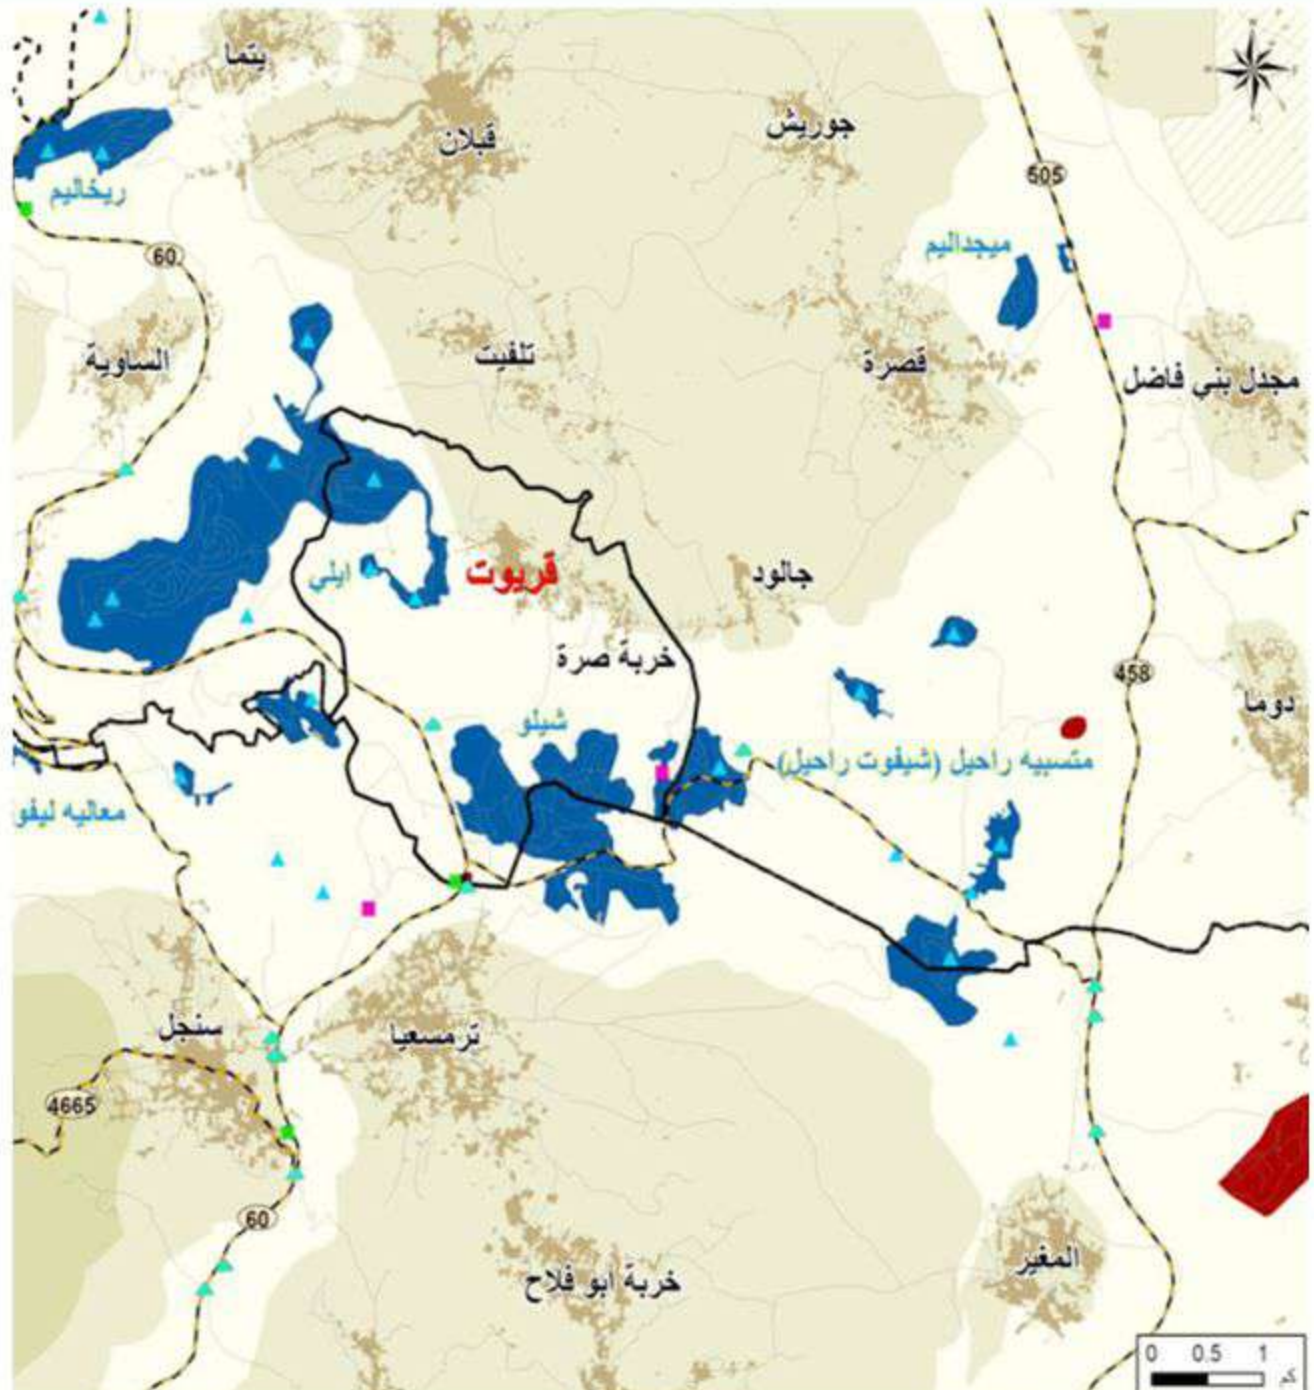 يتما
قبلان
جوريش
505
ريخاليم
ميجداليم
60
الساوية
تلفيت
قصرة
مجدل بني فاضل
ايلي
قريوت
جالود
خربة صرة
458
دوما
شيلو
متسبيه راحيل (شيفوت راحيل)
معاليه ليفو
سنجل
ترمسعيا
4665
60
المغير
خربة ابو فلاح
0 0.5 1
كم